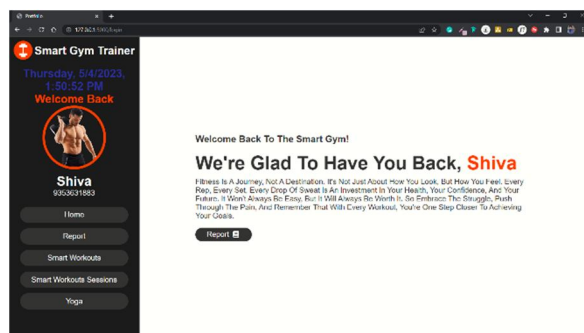 Portfolio
Smart Gym Trainer
Thursday, 5/4/2023,
1:50:52 PM
Welcome Back
Shiva
9353631883
Home
Report
Smart Workouts
Smart Workouts Sessions
Yoga
Welcome Back To The Smart Gym!
We're Glad To Have You Back, Shiva
Fitness Is A Journey, Not A Destination. It's Not Just About How You Look, But How You Feel. Every
Rep, Every Set, Every Drop Of Sweat Is An Investment In Your Health, Your Confidence, And Your
Future. It Won't Always Be Easy, But It Will Always Be Worth It. So Embrace The Struggle, Push
Through The Pain, And Remember That With Every Workout, You're One Step Closer To Achieving
Your Goals.
Report